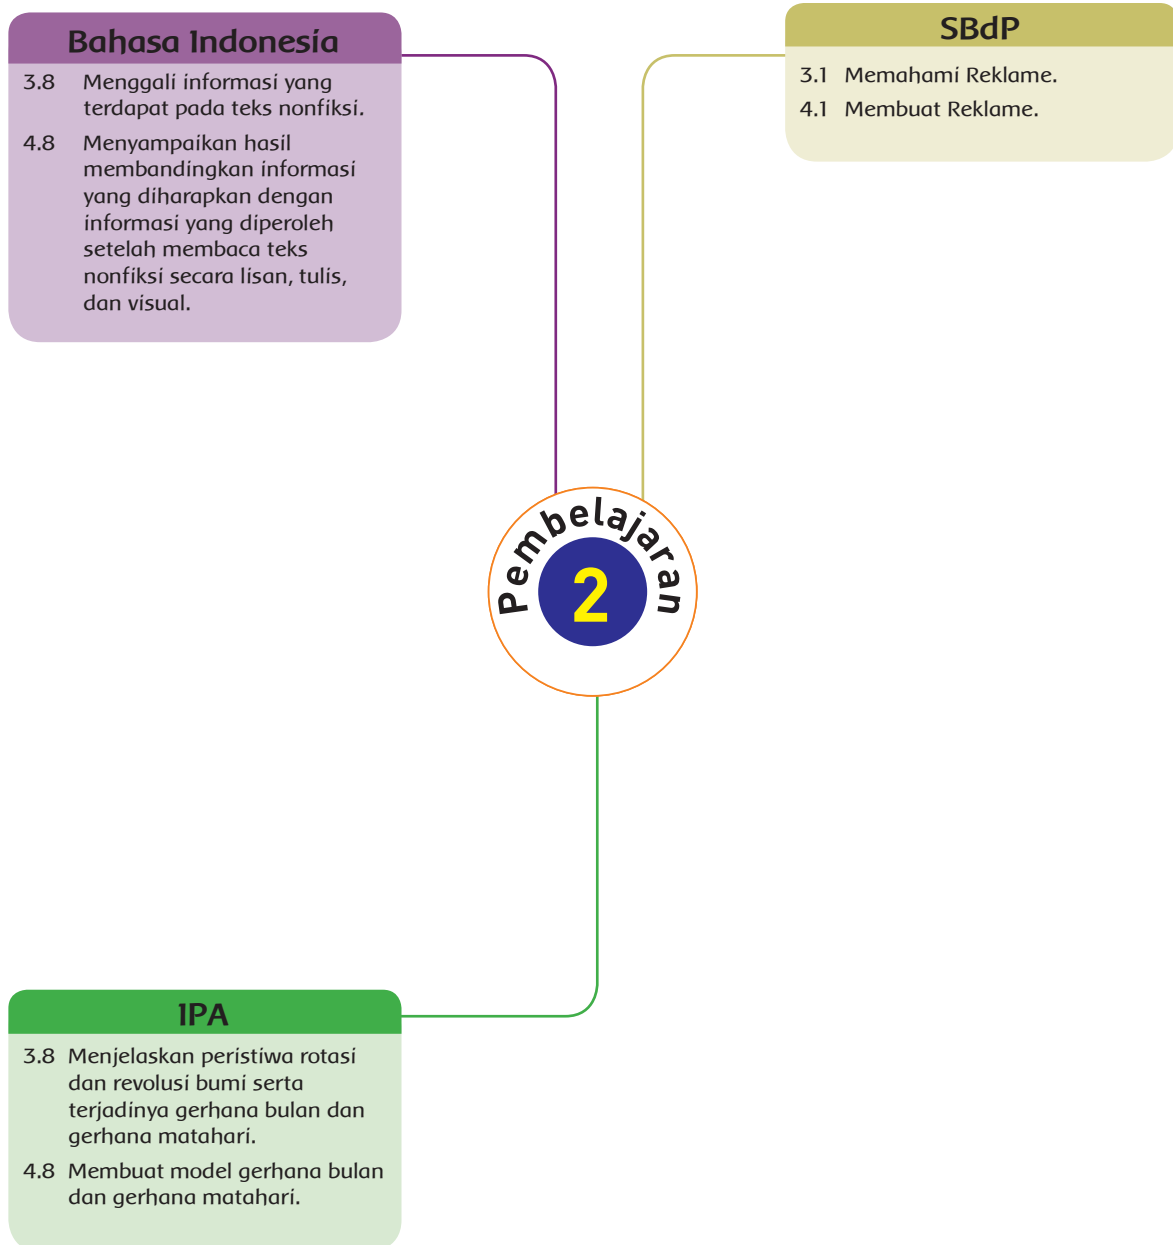 Bahasa Indonesia
3.8 Menggali informasi yang
terdapat pada teks nonfiksi.
4.8 Menyampaikan hasil
membandingkan informasi
yang diharapkan dengan
informasi yang diperoleh
setelah membaca teks
nonfiksi secara lisan, tulis,
dan visual.
SBdP
3.1 Memahami Reklame.
4.1 Membuat Reklame.
Pembelajaran
2
IPA
3.8 Menjelaskan peristiwa rotasi
dan revolusi bumi serta
terjadinya gerhana bulan dan
gerhana matahari.
4.8 Membuat model gerhana bulan
dan gerhana matahari.